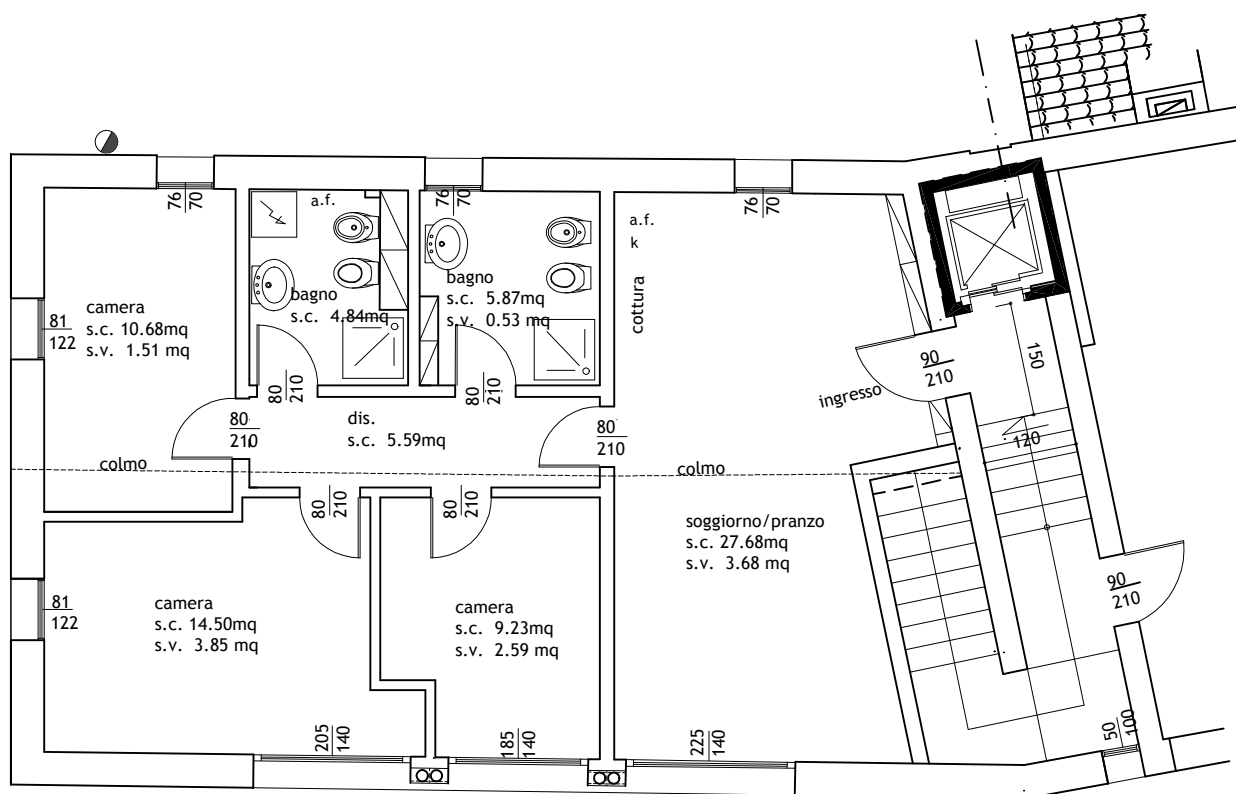 76
70
76
70
76
70
a.f.
a.f.
k
cottura
bagno
s.c. 4.84mq
bagno
s.c. 5.87mq
s.v. 0.53 mq
camera
s.c. 10.68mq
s.v. 1.51 mq
81
122
80
210
80
210
80
210
80
210
dis.
s.c. 5.59mq
ingresso
90
210
150
120
colmo
colmo
80
210
80
210
soggiorno/pranzo
s.c. 27.68mq
s.v. 3.68 mq
81
122
camera
s.c. 14.50mq
s.v. 3.85 mq
camera
s.c. 9.23mq
s.v. 2.59 mq
90
210
205
140
185
140
225
140
50
100